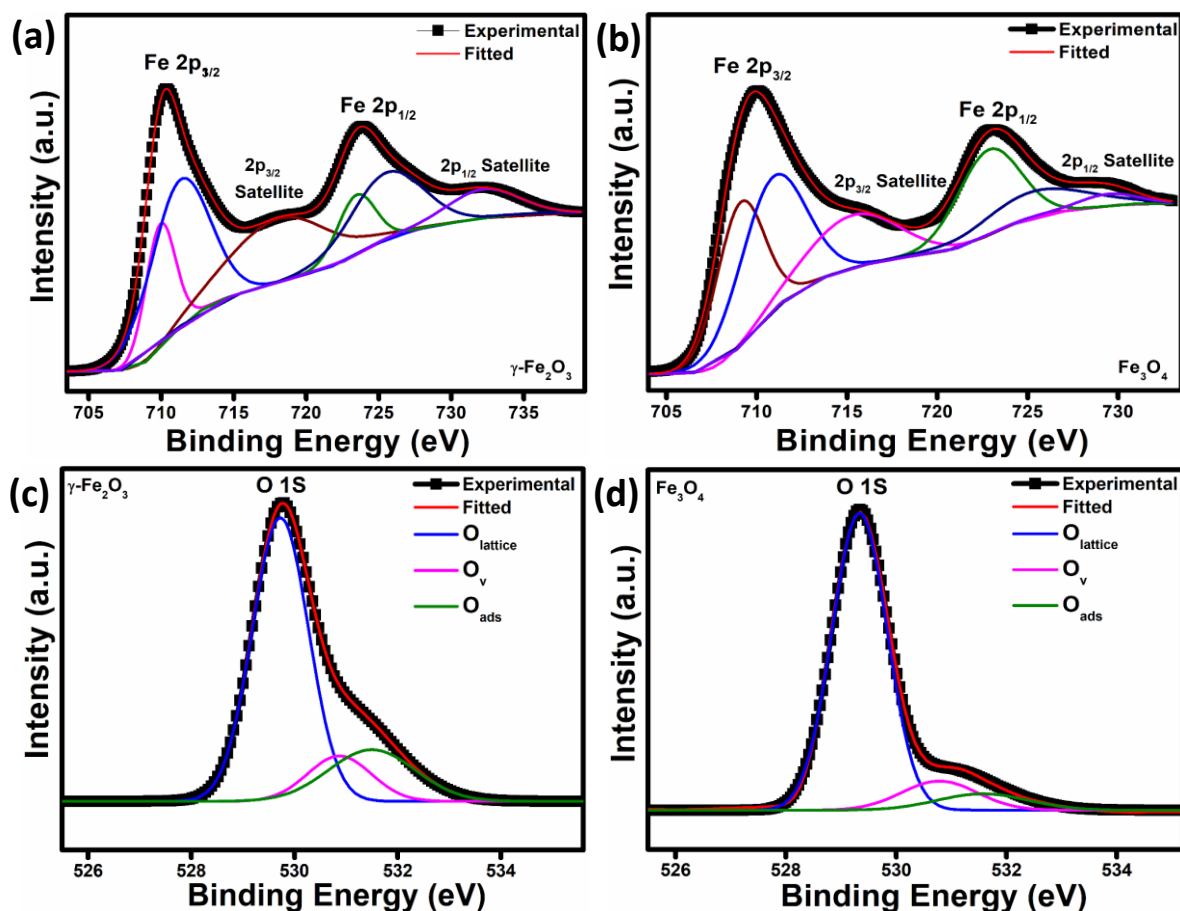 (a)
Experimental
Fitted
Fe 2p3/2
Fe 2p1/2
2p3/2
Satellite
2p1/2 Satellite
γ-Fe2O3
Intensity (a.u.)
705 710 715 720 725 730 735
Binding Energy (eV)
(b)
Experimental
Fitted
Fe 2p3/2
Fe 2p1/2
2p3/2 Satellite
2p1/2 Satellite
Fe3O4
Intensity (a.u.)
705 710 715 720 725 730
Binding Energy (eV)
(c)
γ-Fe2O3
O 1S
Experimental
Fitted
Olattice
Ov
Oads
Intensity (a.u.)
526 528 530 532 534
Binding Energy (eV)
(d)
Fe3O4
O 1S
Experimental
Fitted
Olattice
Ov
Oads
Intensity (a.u.)
526 528 530 532 534
Binding Energy (eV)